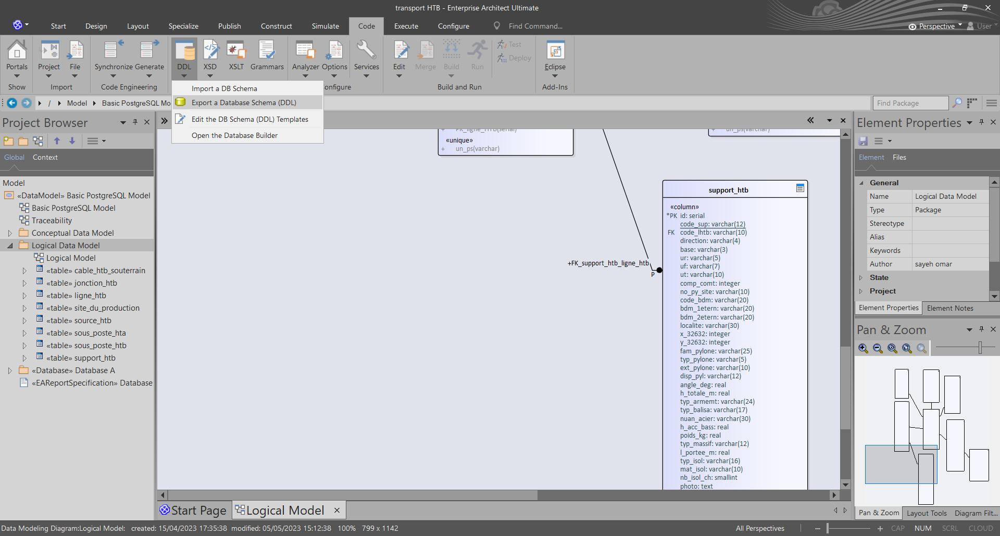 transport HTB - Enterprise Architect Ultimate
Start Design Layout Specialize Publish Construct Simulate Code Execute Configure Find Command... Perspective User
Portals Project File Synchronize Generate DDL XSD XSLT Grammars Analyzer Options Services Edit Merge Build Run Test Eclipse
Deploy
Show Import Code Engineering onfigure Build and Run Add-Ins
Import a DB Schema
Export a Database Schema (DDL)
Edit the DB Schema (DDL) Templates
Open the Database Builder
/ Model Basic PostgreSQL Mo Find Package
Project Browser
Global Context
Model
«DataModel» Basic PostgreSQL Model
Basic PostgreSQL Model
Traceability
Conceptual Data Model
Logical Data Model
Logical Model
«table» cable_htb_souterrain
«table» jonction_htb
«table» ligne_htb
«table» site_du_production
«table» source_htb
«table» sous_poste_hta
«table» sous_poste_htb
«table» support_htb
«Database» Database A
«EAReportSpecification» Database
+ PK_ligne_HTB(serial)
«unique»
+ un_ps(varchar)
+ un_ps(varchar)
+FK_support_htb_ligne_htb
P
support_htb
«column»
*PK id: serial
code_sup: varchar(12)
FK code_lhtb: varchar(10)
direction: varchar(4)
base: varchar(3)
ur: varchar(5)
uf: varchar(7)
ut: varchar(10)
comp_comt: integer
no_py_site: varchar(10)
code_bdm: varchar(20)
bdm_1etern: varchar(20)
bdm_2etern: varchar(20)
localite: varchar(30)
x_32632: integer
y_32632: integer
fam_pylone: varchar(25)
typ_pylone: varchar(5)
ext_pylone: varchar(10)
disp_pyl: varchar(12)
angle_deg: real
h_totale_m: real
typ_armemt: varchar(24)
typ_balisa: varchar(17)
nuan_acier: varchar(30)
h_acc_bass: real
poids_kg: real
typ_massif: varchar(12)
l_portee_m: real
typ_isol: varchar(16)
mat_isol: varchar(10)
nb_isol_ch: smallint
photo: text
Element Properties
Element Files
General
Name Logical Data Model
Type Package
Stereotype
Alias
Keywords
Author sayeh omar
State
Project
Element Properties Element Notes
Pan & Zoom
Pan & Zoom Layout Tools Diagram Filt...
Start Page Logical Model
Data Modeling Diagram:Logical Model: created: 15/04/2023 17:35:38 modified: 05/05/2023 15:12:38 100% 799 x 1142 All Perspectives CAP NUM SCRL CLOUD